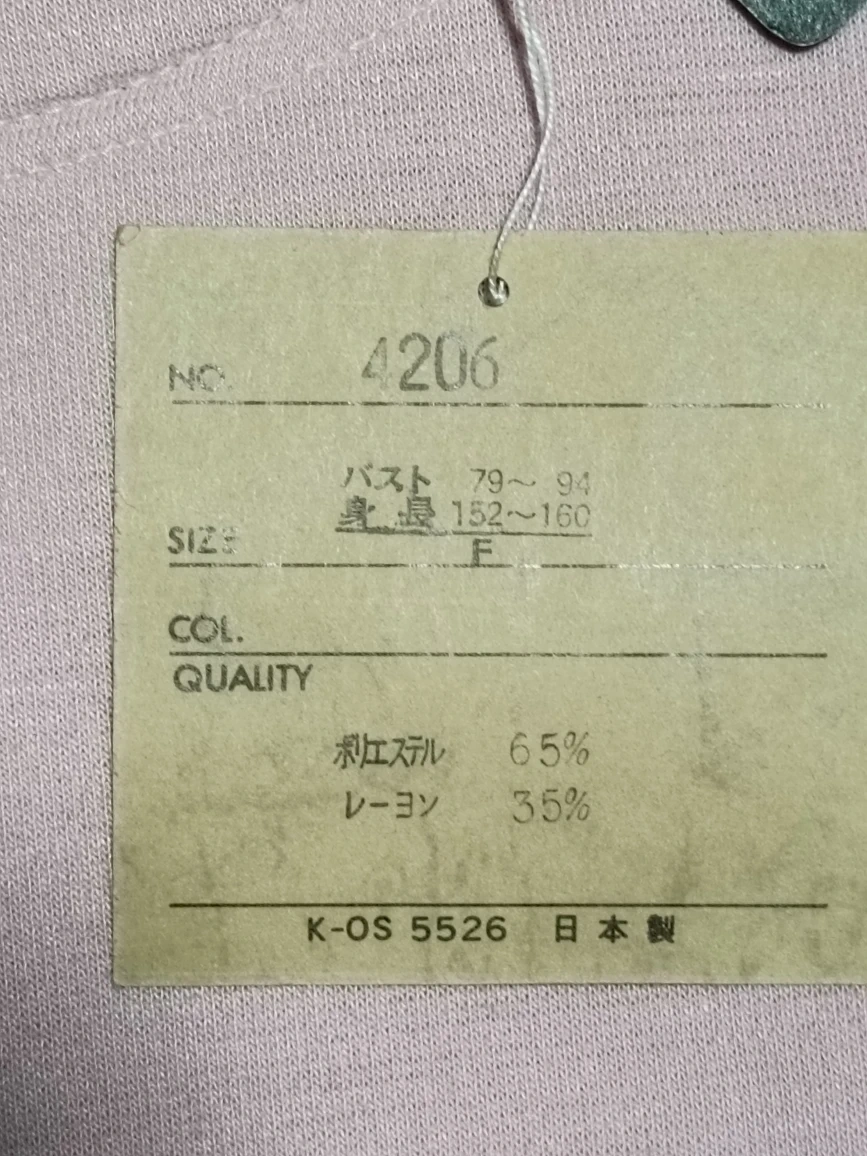 NO. 4206
バスト 79～ 94
身 長 152～160
SIZE F
COL.
QUALITY
ポリエステル 65%
レーヨン 35%
K-OS 5526 日本製